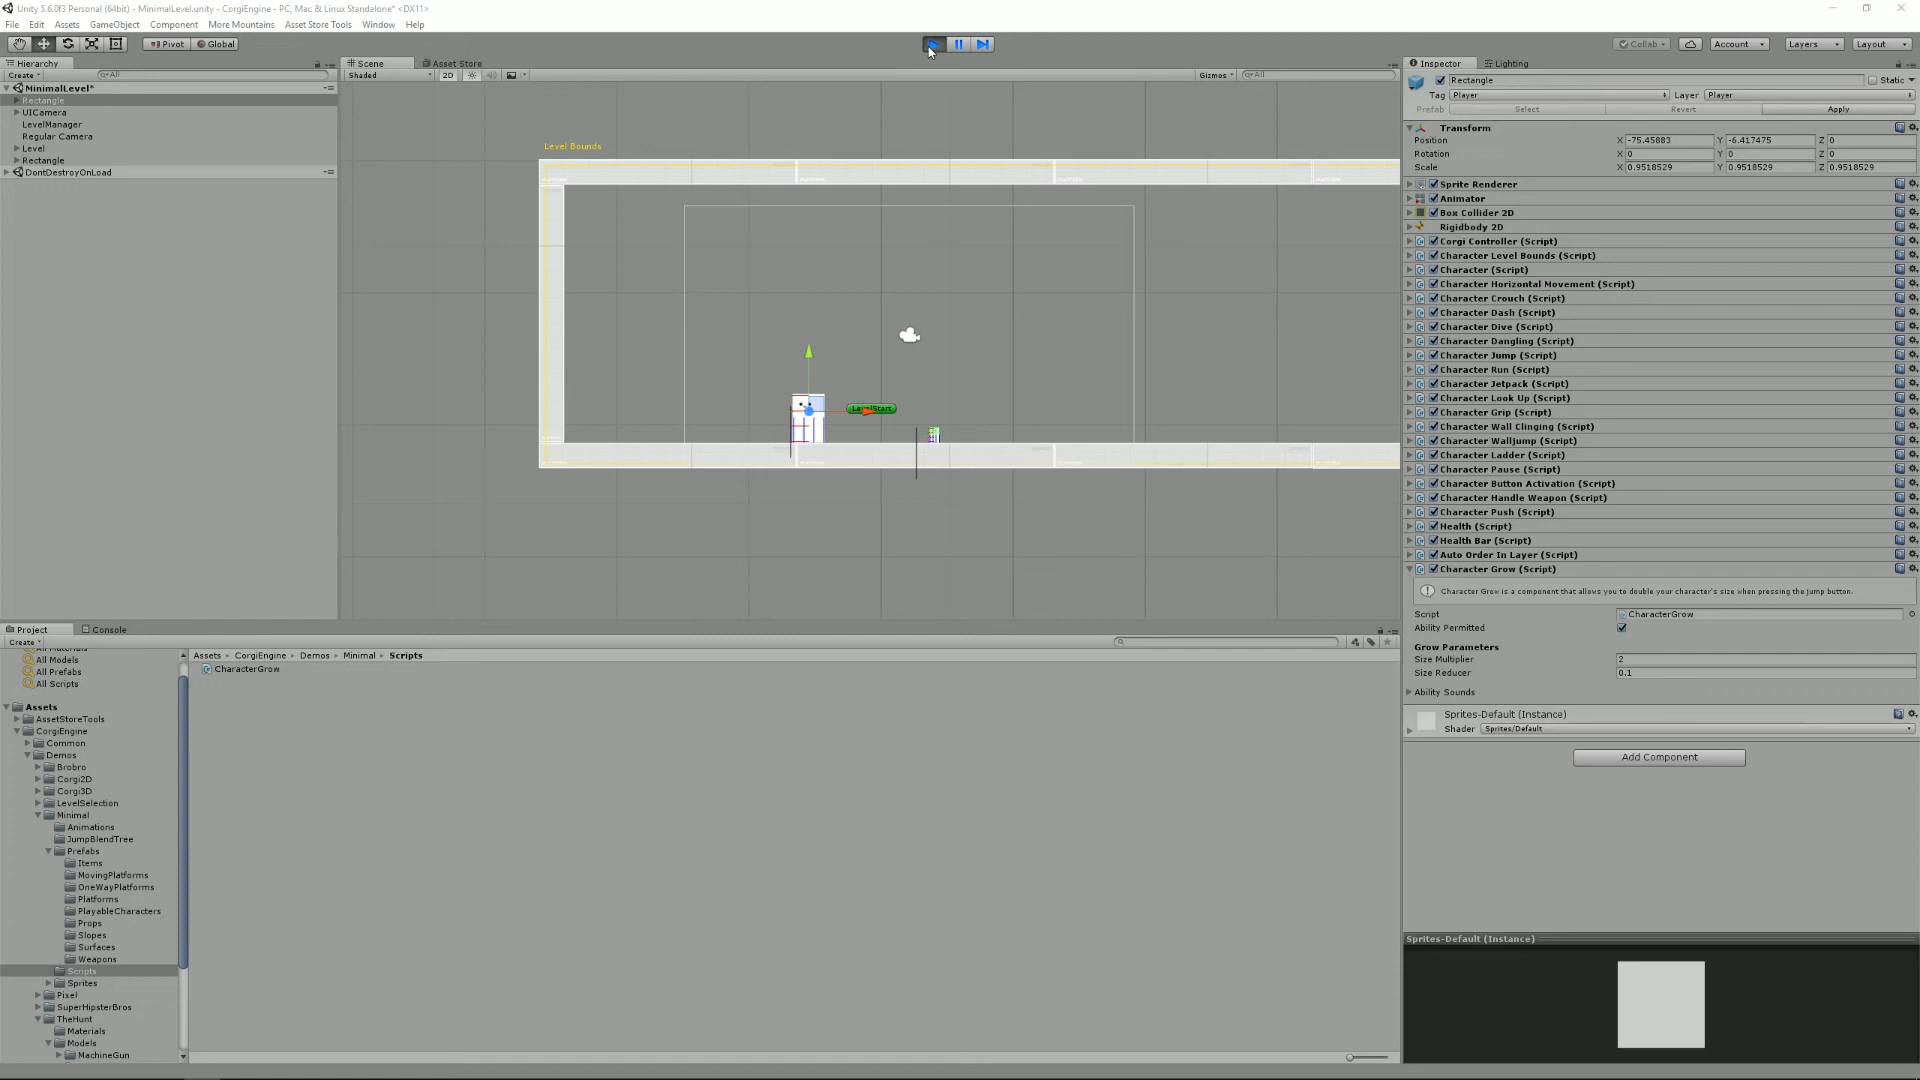 Unity 5.6.0f3 Personal (64bit) - MinimalLevel.unity - CorgiEngine - PC, Mac & Linux Standalone* <DX11>
File Edit Assets GameObject Component More Mountains Asset Store Tools Window Help
Pivot Global Collab Account Layers Layout
Hierarchy Scene Asset Store Inspector Lighting
Create All Shaded 2D Gizmos All
MinimalLevel*
Rectangle
UICamera
LevelManager
Regular Camera
Level
Rectangle
DontDestroyOnLoad
Level Bounds
LevelStart
Rectangle Static
Tag Player Layer Player
Prefab Select Revert Apply
Transform
Position X -75.45883 Y -6.417475 Z 0
Rotation X 0 Y 0 Z 0
Scale X 0.9518529 Y 0.9518529 Z 0.9518529
Sprite Renderer
Animator
Box Collider 2D
Rigidbody 2D
Corgi Controller (Script)
Character Level Bounds (Script)
Character (Script)
Character Horizontal Movement (Script)
Character Crouch (Script)
Character Dash (Script)
Character Dive (Script)
Character Dangling (Script)
Character Jump (Script)
Character Run (Script)
Character Jetpack (Script)
Character Look Up (Script)
Character Grip (Script)
Character Wall Clinging (Script)
Character Walljump (Script)
Character Ladder (Script)
Character Pause (Script)
Character Button Activation (Script)
Character Handle Weapon (Script)
Character Push (Script)
Health (Script)
Health Bar (Script)
Auto Order In Layer (Script)
Character Grow (Script)
Character Grow is a component that allows you to double your character's size when pressing the jump button.
Script CharacterGrow
Ability Permitted
Grow Parameters
Size Multiplier 2
Size Reducer 0.1
Ability Sounds
Sprites-Default (Instance)
Shader Sprites/Default
Add Component
Sprites-Default (Instance)
Project Console
Create
All Models
All Prefabs
All Scripts
Assets
AssetStoreTools
CorgiEngine
Common
Demos
Brobro
Corgi2D
Corgi3D
LevelSelection
Minimal
Animations
JumpBlendTree
Prefabs
Items
MovingPlatforms
OneWayPlatforms
Platforms
PlayableCharacters
Props
Slopes
Surfaces
Weapons
Scripts
Sprites
Pixel
SuperHipsterBros
TheHunt
Materials
Models
MachineGun
Assets CorgiEngine Demos Minimal Scripts
CharacterGrow